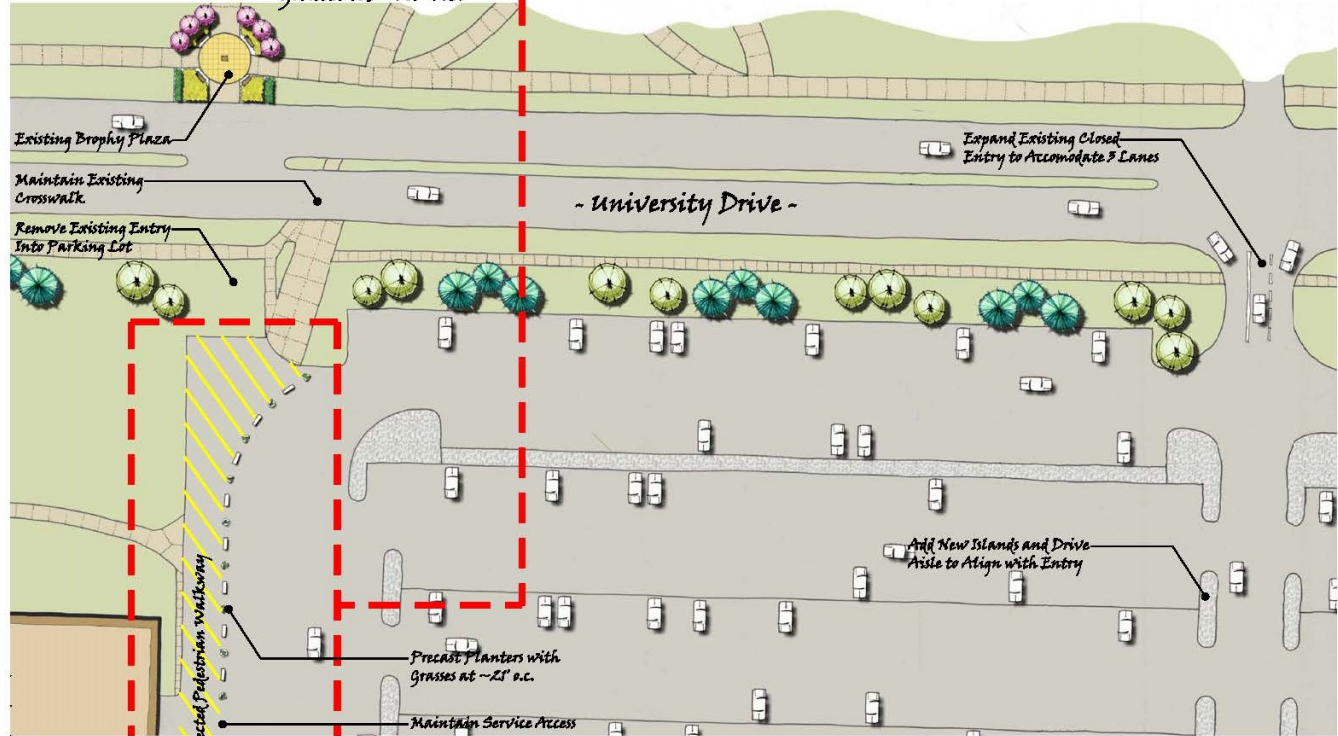 Existing Brophy Plaza
Expand Existing Closed
Entry to Accomodate 3 Lanes
Maintain Existing
Crosswalk
- University Drive -
Remove Existing Entry
Into Parking Lot
Add New Islands and Drive
Aisle to Align with Entry
Pedestrian Walkway
Precast Planters with
Grasses at ~21' o.c.
Maintain Service Access